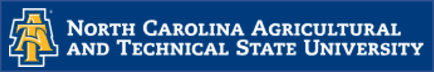 AT
North Carolina Agricultural
and Technical State University